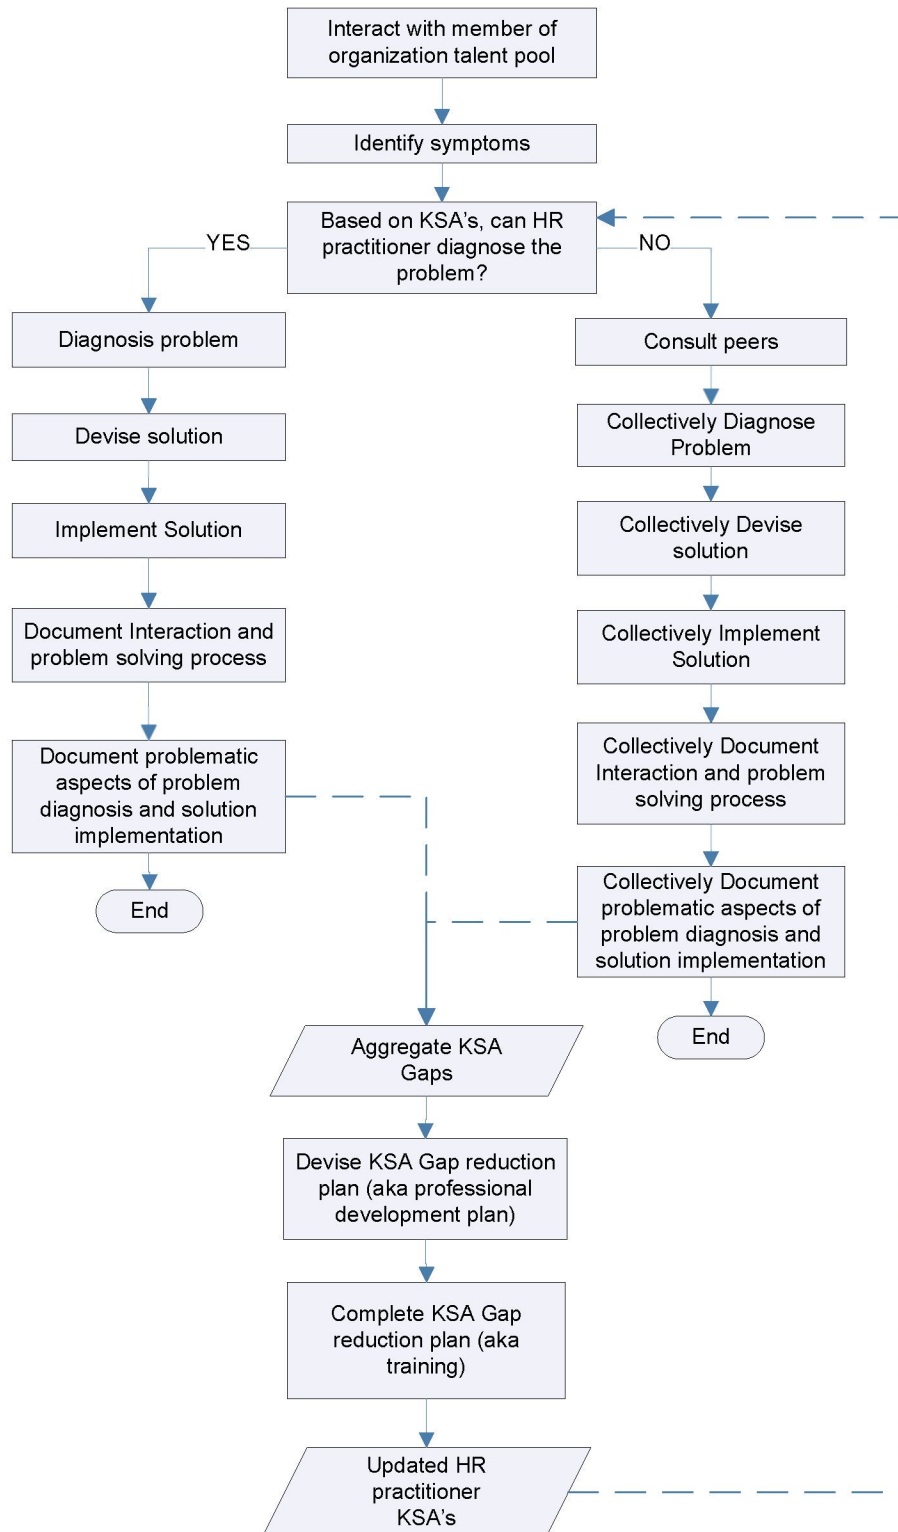 Interact with member of
organization talent pool
Identify symptoms
Based on KSA's, can HR
practitioner diagnose the
problem?
YES
NO
Diagnosis problem
Devise solution
Implement Solution
Document Interaction and
problem solving process
Document problematic
aspects of problem
diagnosis and solution
implementation
End
Consult peers
Collectively Diagnose
Problem
Collectively Devise
solution
Collectively Implement
Solution
Collectively Document
Interaction and problem
solving process
Collectively Document
problematic aspects of
problem diagnosis and
solution implementation
End
Aggregate KSA
Gaps
Devise KSA Gap reduction
plan (aka professional
development plan)
Complete KSA Gap
reduction plan (aka
training)
Updated HR
practitioner
KSA's